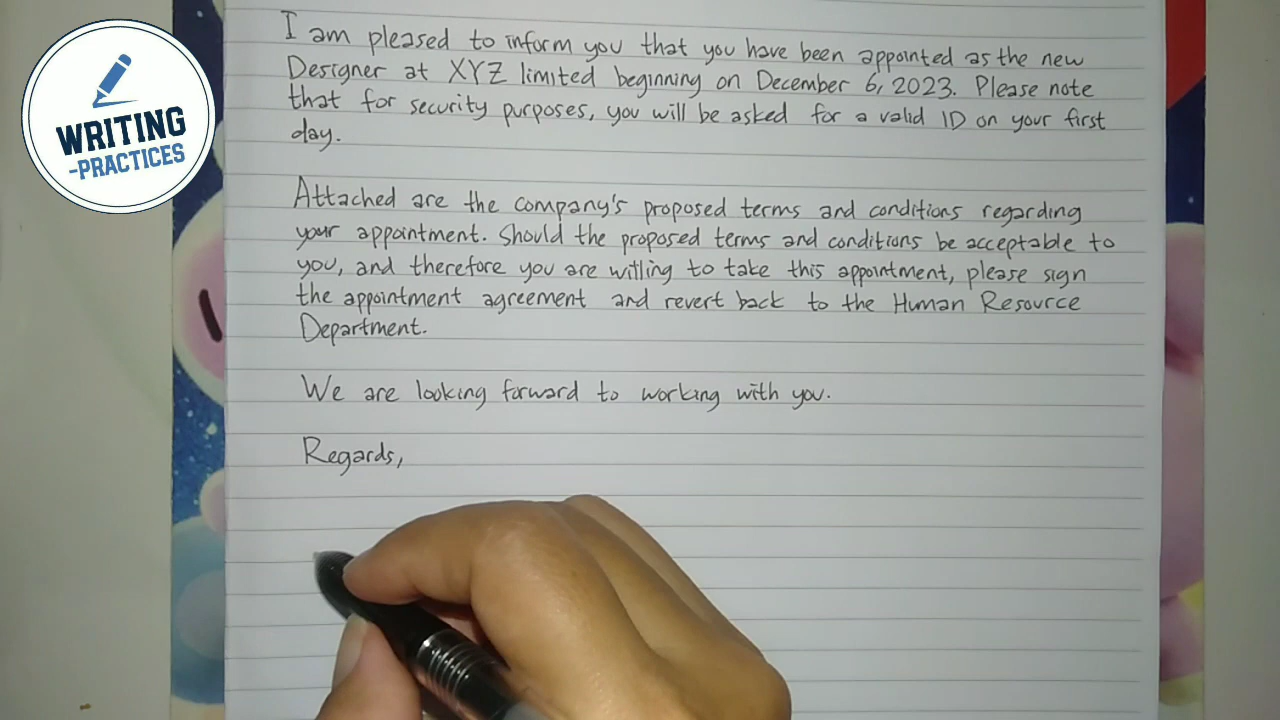 WRITING
-PRACTICES
I am pleased to inform you that you have been appointed as the new
Designer at XYZ limited beginning on December 6, 2023. Please note
that for security purposes, you will be asked for a valid ID on your first
day.
Attached are the company's proposed terms and conditions regarding
your appointment. Should the proposed terms and conditions be acceptable to
you, and therefore you are willing to take this appointment, please sign
the appointment agreement and revert back to the Human Resource
Department.
We are looking forward to working with you.
Regards,